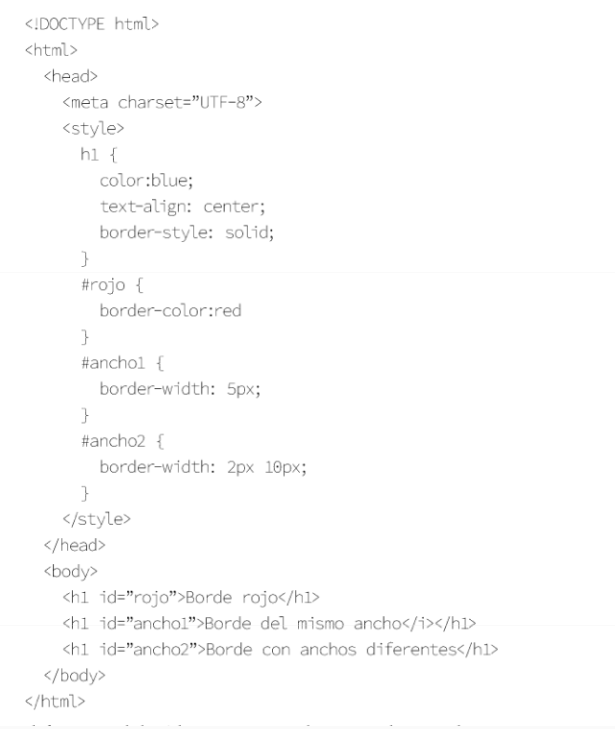 <!DOCTYPE html>
<html>
<head>
<meta charset=”UTF-8”>
<style>
h1 {
color:blue;
text-align: center;
border-style: solid;
}
#rojo {
border-color:red
}
#ancho1 {
border-width: 5px;
}
#ancho2 {
border-width: 2px 10px;
}
</style>
</head>
<body>
<h1 id=”rojo”>Borde rojo</h1>
<h1 id=”ancho1”>Borde del mismo ancho</i></h1>
<h1 id=”ancho2”>Borde con anchos diferentes</h1>
</body>
</html>